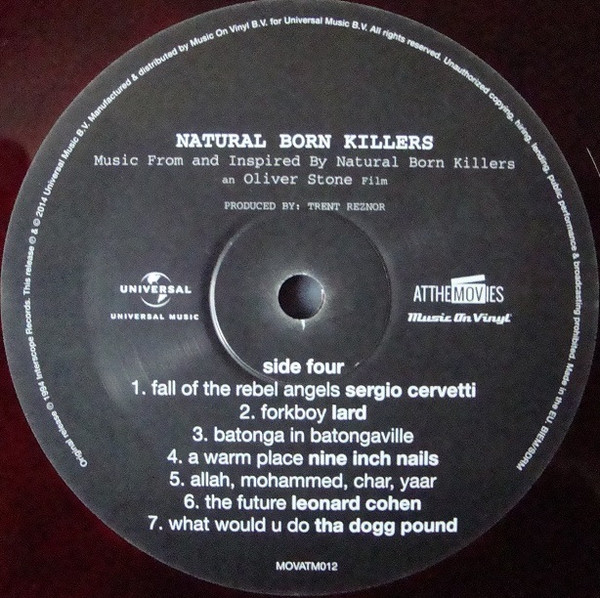 Original release ℗ 1994 Interscope Records. This release ℗ & © 2014 Universal Music B.V. Manufactured & distributed by Music On Vinyl B.V. for Universal Music B.V. All rights reserved. Unauthorized copying, hiring, lending, public performance & broadcasting prohibited. Made in the EU. BIEM/SDRM
NATURAL BORN KILLERS
Music From and Inspired By Natural Born Killers
an Oliver Stone Film
PRODUCED BY: TRENT REZNOR
UNIVERSAL
UNIVERSAL MUSIC
ATTHEMOVIES
Music On Vinyl
side four
1. fall of the rebel angels sergio cervetti
2. forkboy lard
3. batonga in batongaville
4. a warm place nine inch nails
5. allah, mohammed, char, yaar
6. the future leonard cohen
7. what would u do tha dogg pound
MOVATM012